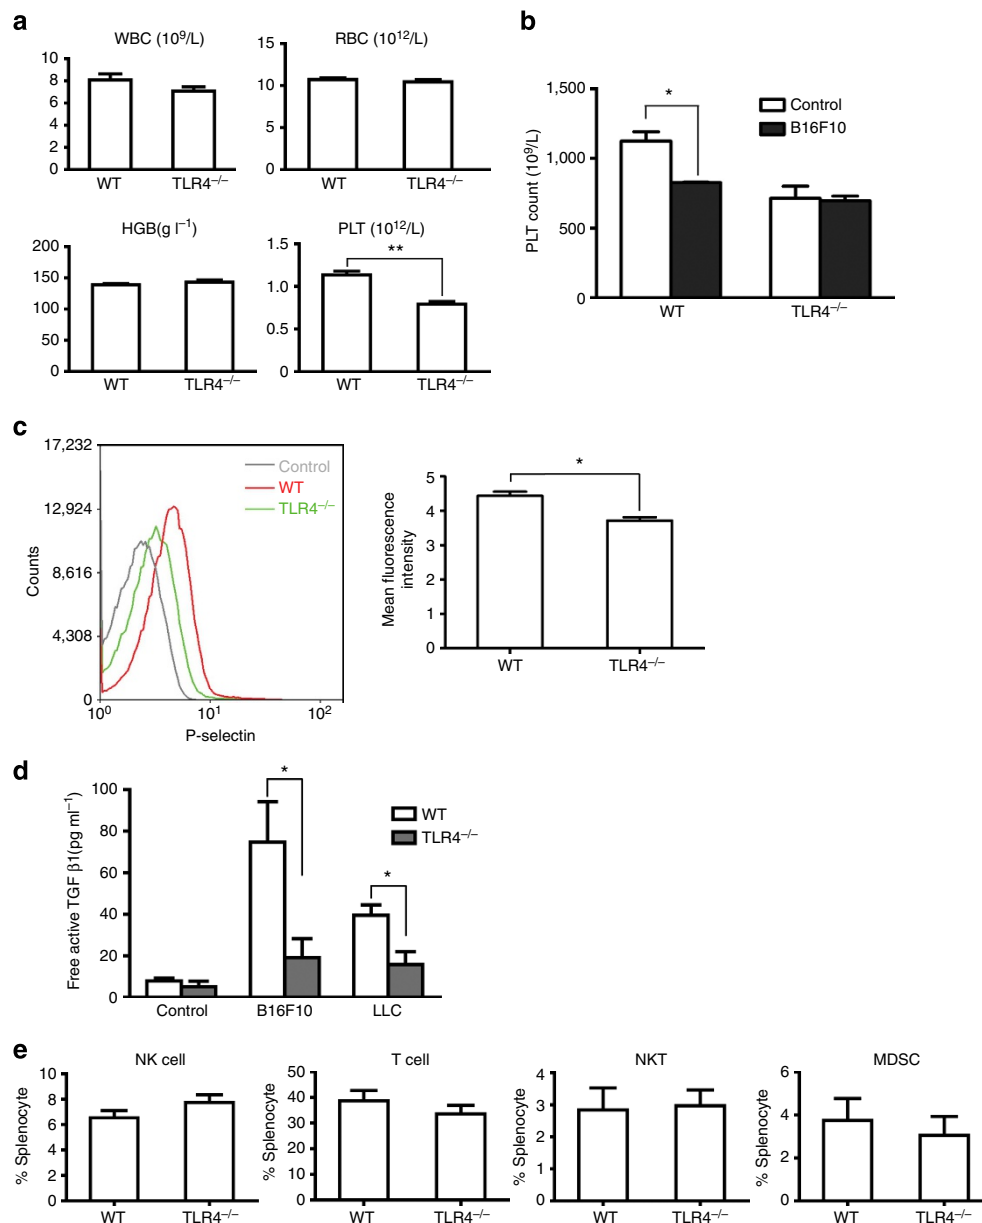 a
WBC (10⁹/L)
10
8
6
4
2
0
WT TLR4⁻/⁻
RBC (10¹²/L)
15
10
5
0
WT TLR4⁻/⁻
HGB(g l⁻¹)
200
150
100
50
0
WT TLR4⁻/⁻
PLT (10¹²/L)
1.5
**
1.0
0.5
0
WT TLR4⁻/⁻
b
PLT count (10⁹/L)
1,500
1,000
500
0
*
Control
B16F10
WT TLR4⁻/⁻
c
Counts
17,232
12,924
8,616
4,308
0
Control
WT
TLR4⁻/⁻
10⁰ 10¹ 10²
P-selectin
Mean fluorescence
intensity
5
4
3
2
1
0
*
WT TLR4⁻/⁻
d
Free active TGF β1(pg ml⁻¹)
100
80
60
40
20
0
*
*
WT
TLR4⁻/⁻
Control B16F10 LLC
e
NK cell
% Splenocyte
10
8
6
4
2
0
WT TLR4⁻/⁻
T cell
% Splenocyte
50
40
30
20
10
0
WT TLR4⁻/⁻
NKT
% Splenocyte
4
3
2
1
0
WT TLR4⁻/⁻
MDSC
% Splenocyte
6
4
2
0
WT TLR4⁻/⁻